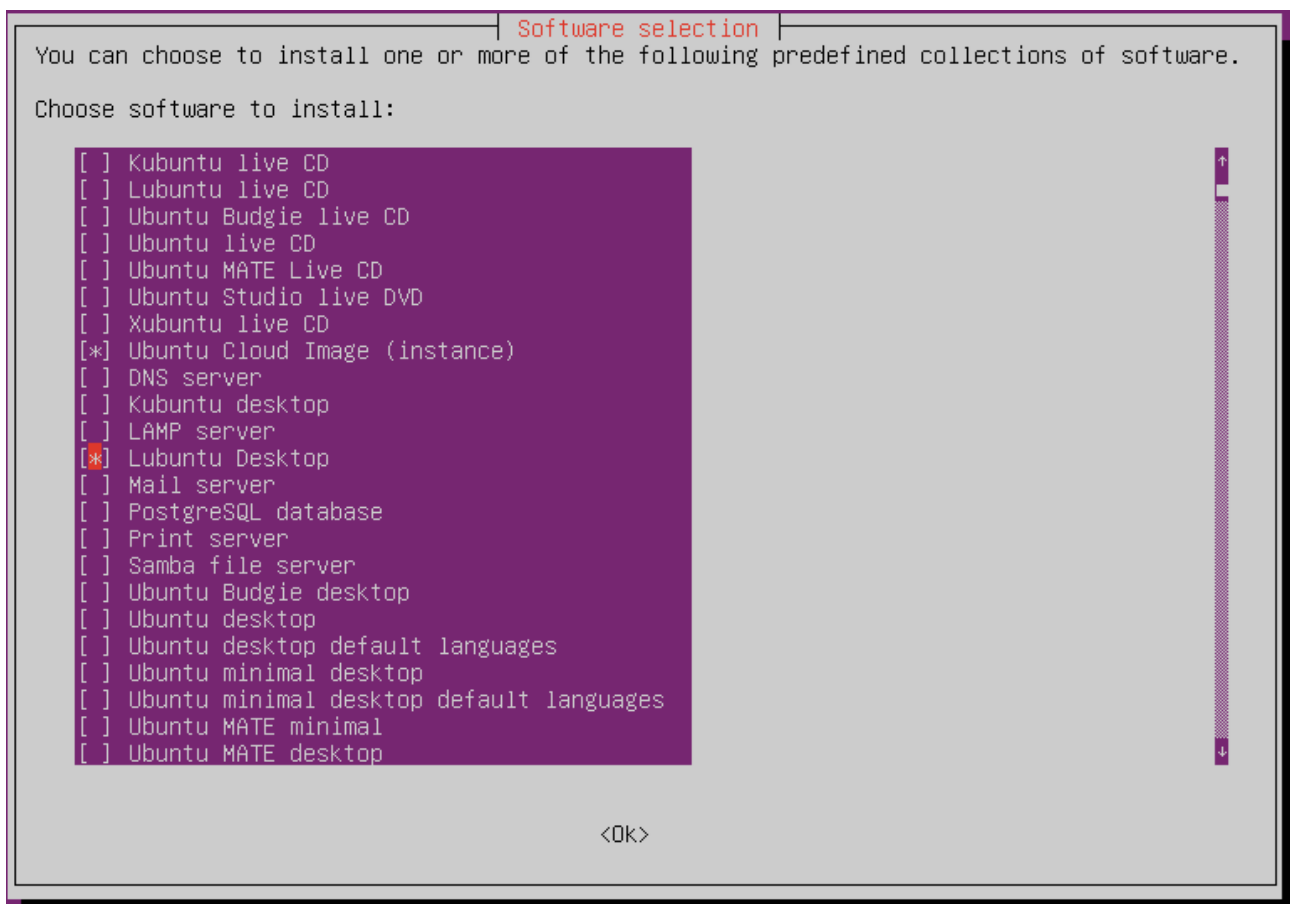 Software selection
You can choose to install one or more of the following predefined collections of software.
Choose software to install:
[ ] Kubuntu live CD
[ ] Lubuntu live CD
[ ] Ubuntu Budgie live CD
[ ] Ubuntu live CD
[ ] Ubuntu MATE Live CD
[ ] Ubuntu Studio live DVD
[ ] Xubuntu live CD
[*] Ubuntu Cloud Image (instance)
[ ] DNS server
[ ] Kubuntu desktop
[ ] LAMP server
[*] Lubuntu Desktop
[ ] Mail server
[ ] PostgreSQL database
[ ] Print server
[ ] Samba file server
[ ] Ubuntu Budgie desktop
[ ] Ubuntu desktop
[ ] Ubuntu desktop default languages
[ ] Ubuntu minimal desktop
[ ] Ubuntu minimal desktop default languages
[ ] Ubuntu MATE minimal
[ ] Ubuntu MATE desktop
<Ok>